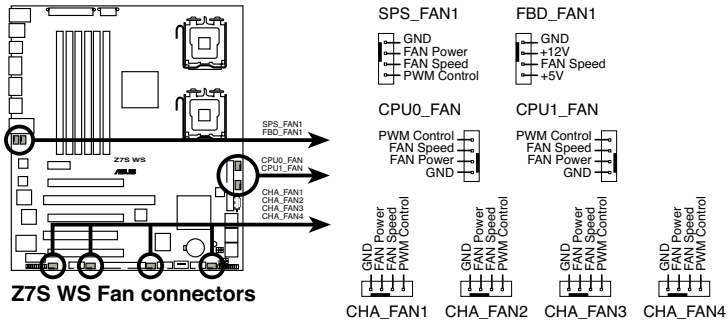 SPS_FAN1
GND
FAN Power
FAN Speed
PWM Control
FBD_FAN1
GND
+12V
FAN Speed
+5V
SPS_FAN1
FBD_FAN1
CPU0_FAN
PWM Control
FAN Speed
FAN Power
GND
CPU1_FAN
PWM Control
FAN Speed
FAN Power
GND
Z7S WS
ASUS
CPU0_FAN
CPU1_FAN
CHA_FAN1
CHA_FAN2
CHA_FAN3
CHA_FAN4
GND
FAN Power
FAN Speed
PWM Control
CHA_FAN1
GND
FAN Power
FAN Speed
PWM Control
CHA_FAN2
GND
FAN Power
FAN Speed
PWM Control
CHA_FAN3
GND
FAN Power
FAN Speed
PWM Control
CHA_FAN4
Z7S WS Fan connectors